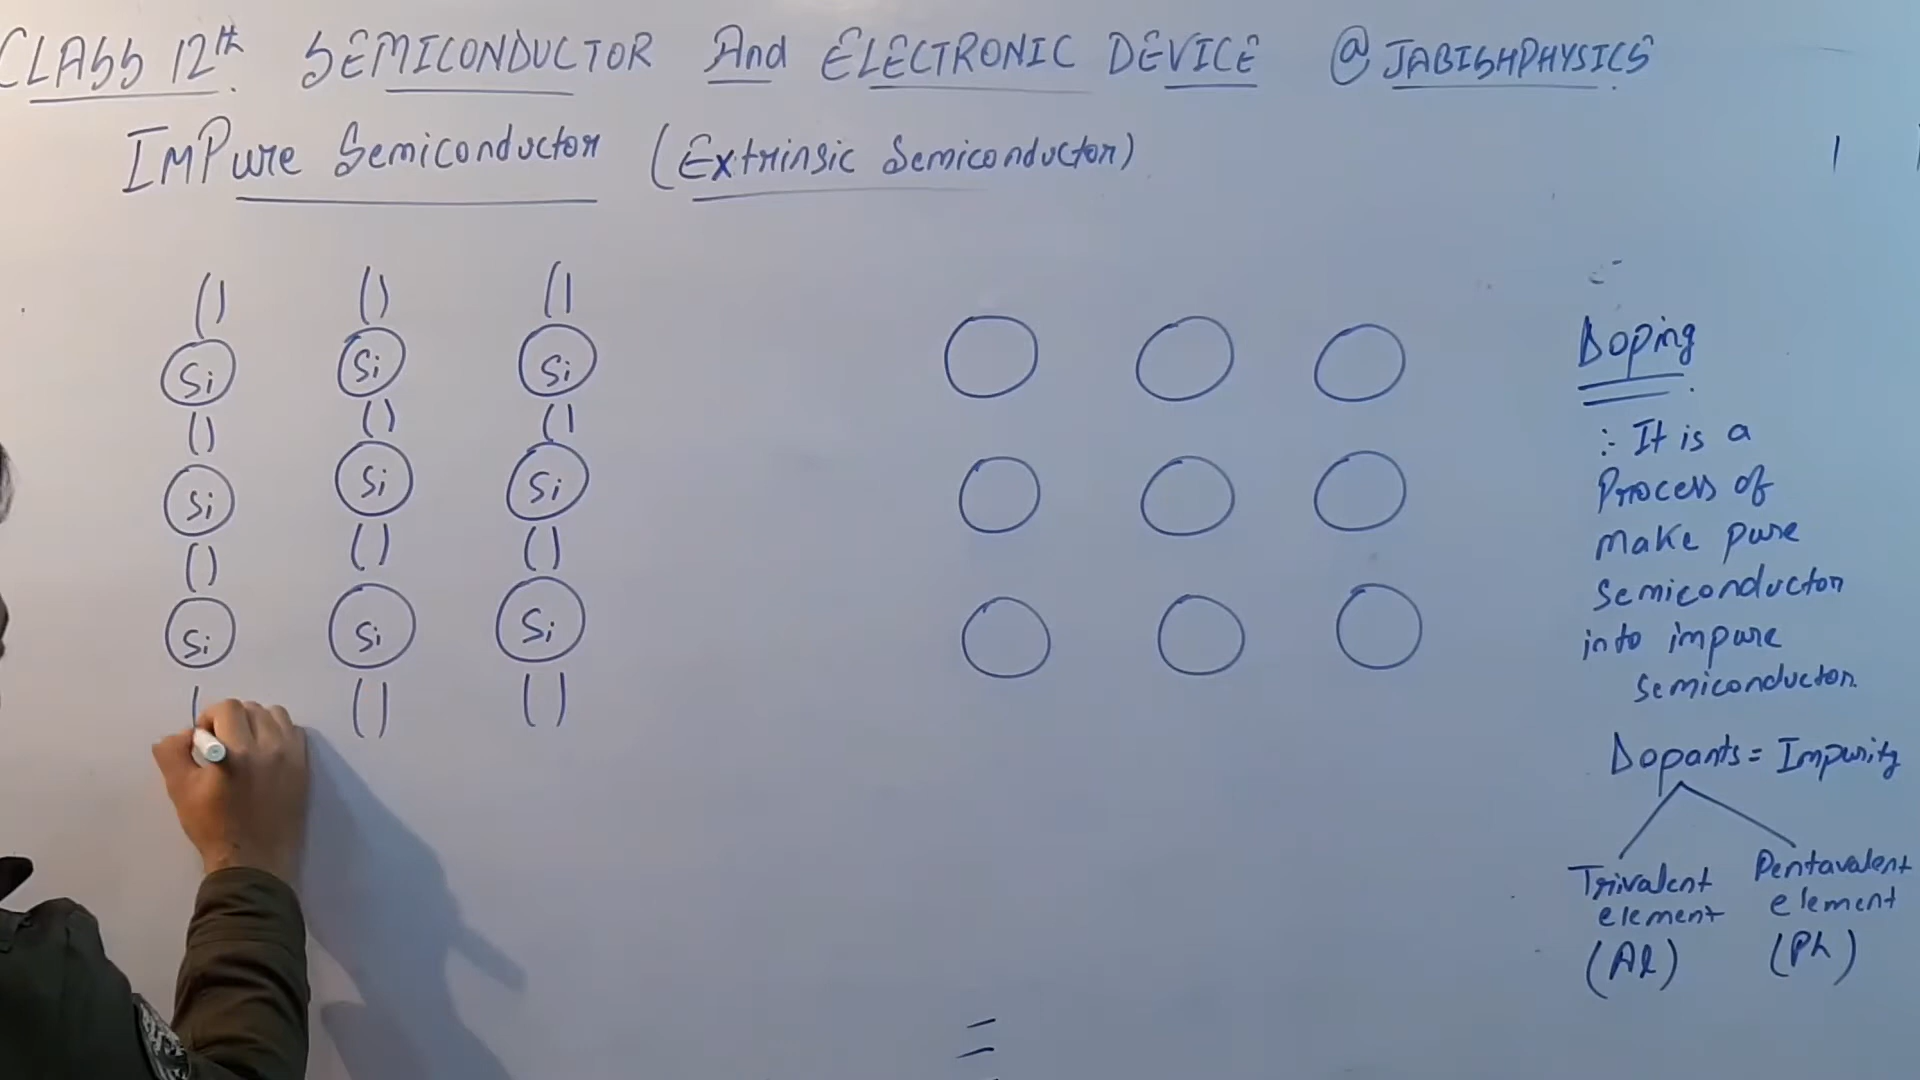 CLASS 12th SEMICONDUCTOR And ELECTRONIC DEVICE @JABISHPHYSICS
ImPure Semiconductor (Extrinsic Semiconductor)
Si Si Si
Si Si Si
Si Si Si
Doping
:- It is a
Process of
make pure
semiconductor
into impure
semiconductor.
Dopants = Impurity
Trivalent element (Al)
Pentavalent element (Ph)